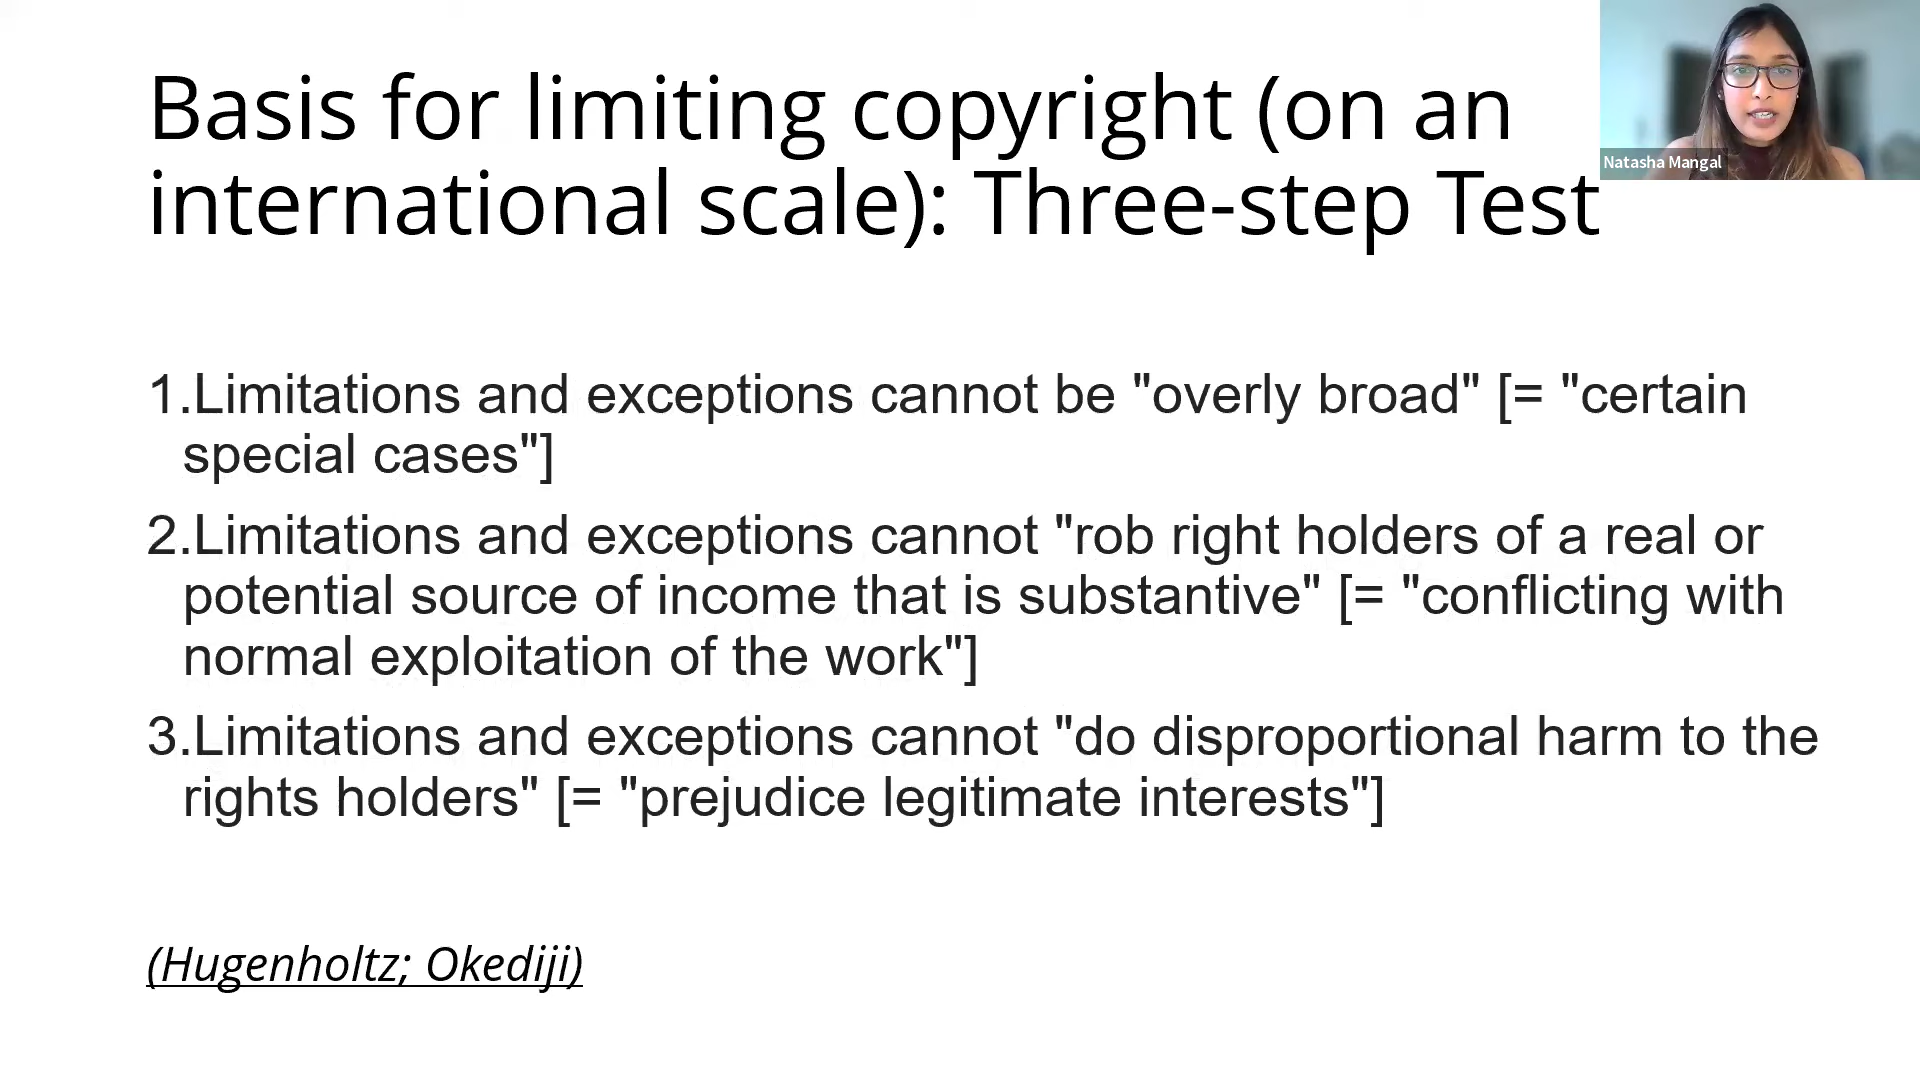 Basis for limiting copyright (on an
international scale): Three-step Test
Natasha Mangal
1.Limitations and exceptions cannot be "overly broad" [= "certain
special cases"]
2.Limitations and exceptions cannot "rob right holders of a real or
potential source of income that is substantive" [= "conflicting with
normal exploitation of the work"]
3.Limitations and exceptions cannot "do disproportional harm to the
rights holders" [= "prejudice legitimate interests"]
(Hugenholtz; Okediji)